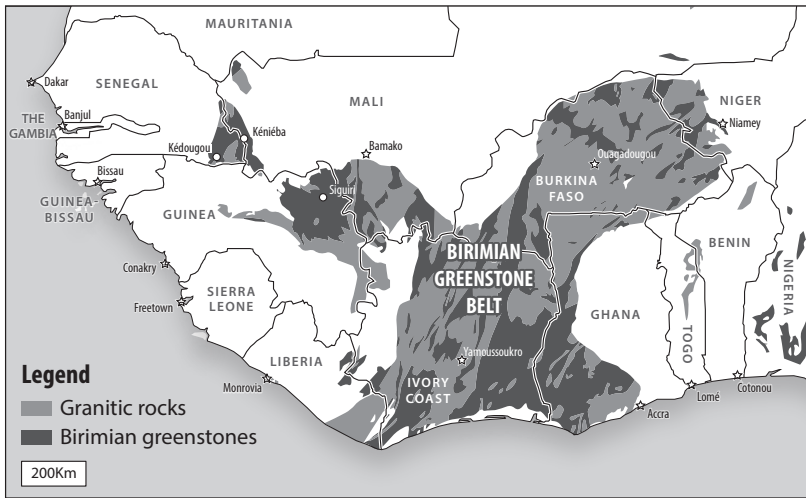 MAURITANIA
SENEGAL
Dakar
THE
GAMBIA
Banjul
MALI
NIGER
Niamey
Kéniéba
Kédougou
Bamako
Bissau
GUINEA-
BISSAU
GUINEA
Siguiri
Ouagadougou
BURKINA
FASO
BENIN
NIGERIA
BIRIMIAN
GREENSTONE
BELT
Conakry
SIERRA
LEONE
Freetown
GHANA
TOGO
LIBERIA
Monrovia
Yamoussoukro
IVORY
COAST
Accra
Lomé
Cotonou
Legend
Granitic rocks
Birimian greenstones
200Km